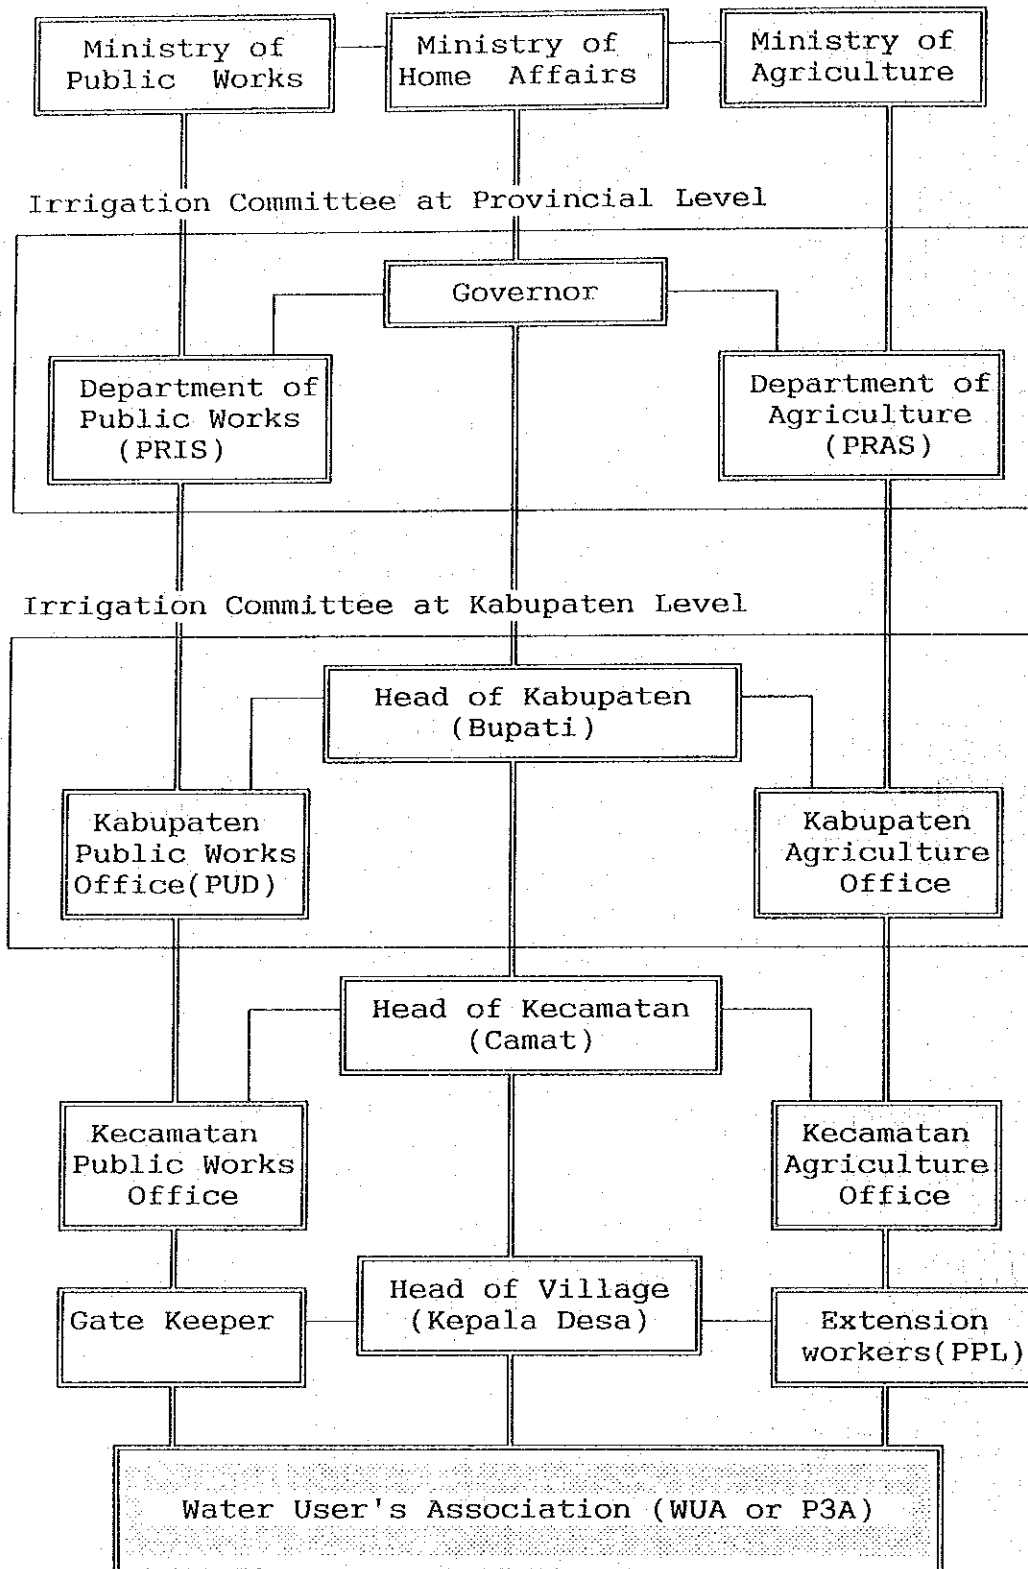 Ministry of
Public Works
Ministry of
Home Affairs
Ministry of
Agriculture
Irrigation Committee at Provincial Level
Governor
Department of
Public Works
(PRIS)
Department of
Agriculture
(PRAS)
Irrigation Committee at Kabupaten Level
Head of Kabupaten
(Bupati)
Kabupaten
Public Works
Office(PUD)
Kabupaten
Agriculture
Office
Head of Kecamatan
(Camat)
Kecamatan
Public Works
Office
Kecamatan
Agriculture
Office
Gate Keeper
Head of Village
(Kepala Desa)
Extension
workers(PPL)
Water User's Association (WUA or P3A)